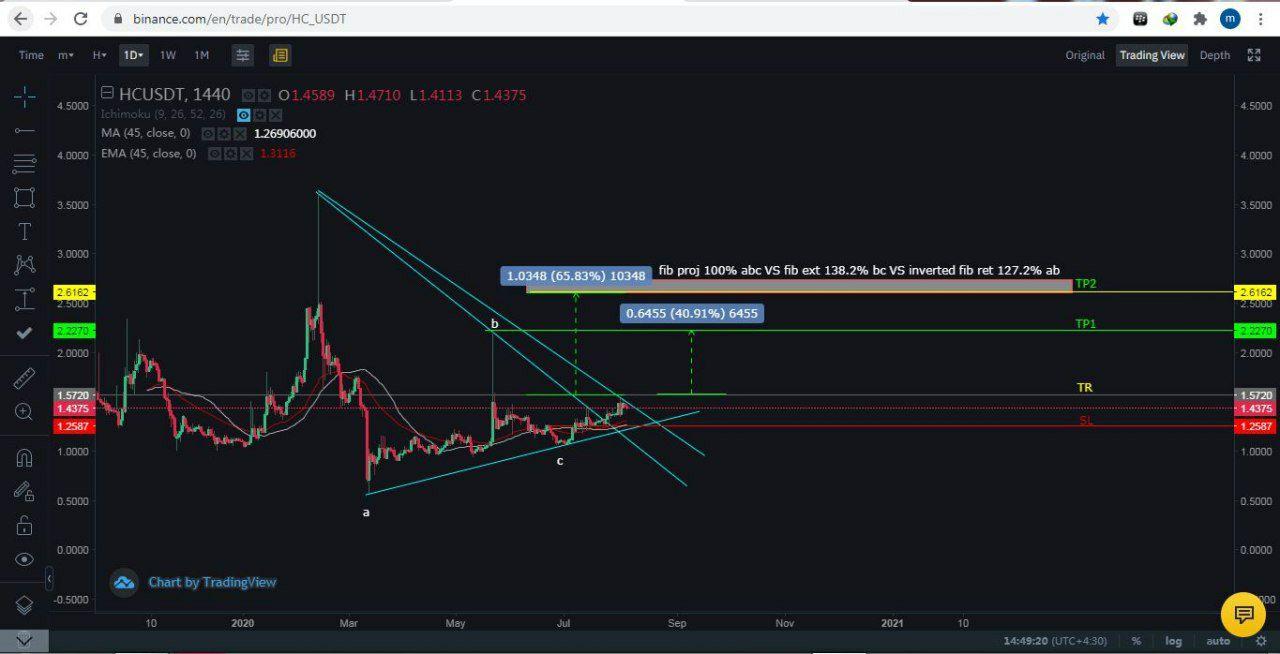 binance.com/en/trade/pro/HC_USDT
m
Time m▾ H▾ 1D▾ 1W 1M
Original Trading View Depth
HCUSDT, 1440 O1.4589 H1.4710 L1.4113 C1.4375
Ichimoku (9, 26, 52, 26)
MA (45, close, 0) 1.26906000
EMA (45, close, 0) 1.3116
4.5000 4.5000
4.0000 4.0000
3.5000 3.5000
3.0000 3.0000
1.0348 (65.83%) 10348 fib proj 100% abc VS fib ext 138.2% bc VS inverted fib ret 127.2% ab
TP2
2.6162 2.6162
2.5000
0.6455 (40.91%) 6455
b TP1
2.2270 2.2270
2.0000 2.0000
TR
1.5720 1.5720
1.4375 1.4375
SL
1.2587 1.2587
1.0000 1.0000
c
0.5000 0.5000
a
0.0000 0.0000
Chart by TradingView
-0.5000
10 2020 Mar May Jul Sep Nov 2021 10
14:49:20 (UTC+4:30) % log auto